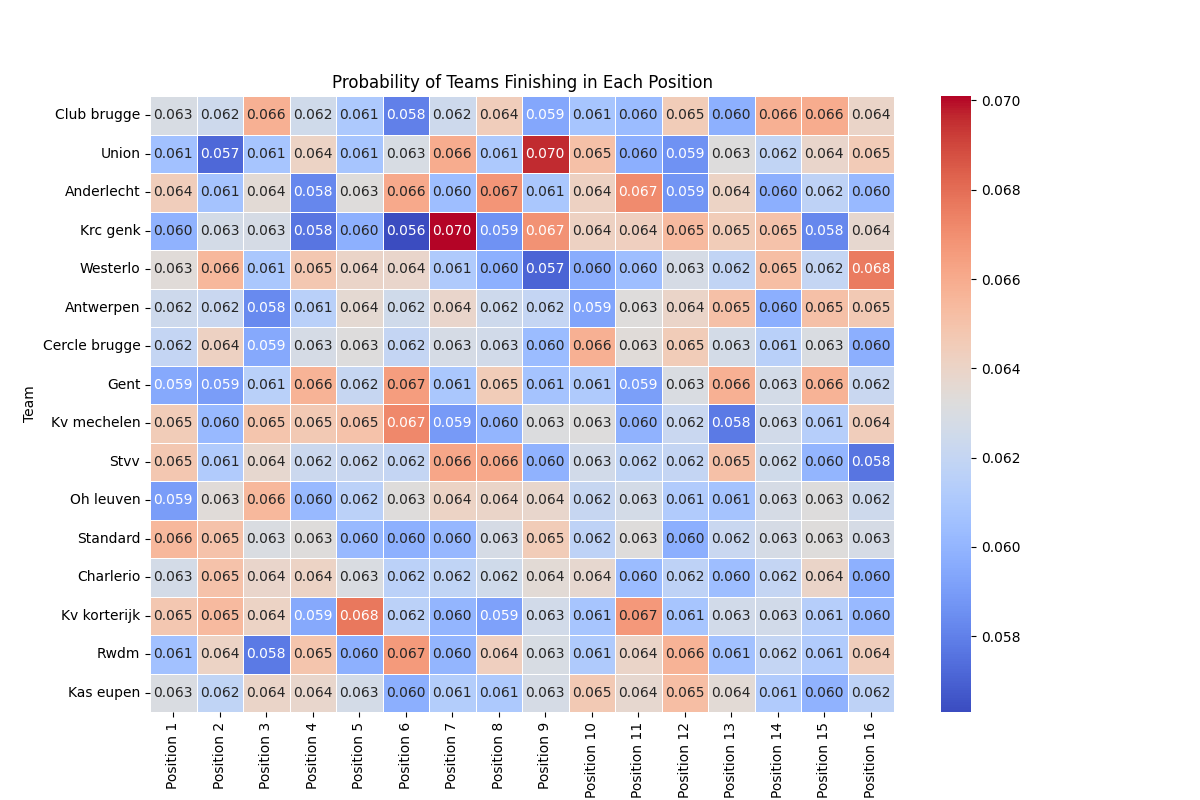 Probability of Teams Finishing in Each Position
Club brugge 0.063 0.062 0.066 0.062 0.061 0.058 0.062 0.064 0.059 0.061 0.060 0.065 0.060 0.066 0.066 0.064
Union 0.061 0.057 0.061 0.064 0.061 0.063 0.066 0.061 0.070 0.065 0.060 0.059 0.063 0.062 0.064 0.065
Anderlecht 0.064 0.061 0.064 0.058 0.063 0.066 0.060 0.067 0.061 0.064 0.067 0.059 0.064 0.060 0.062 0.060
Krc genk 0.060 0.063 0.063 0.058 0.060 0.056 0.070 0.059 0.067 0.064 0.064 0.065 0.065 0.065 0.058 0.064
Westerlo 0.063 0.066 0.061 0.065 0.064 0.064 0.061 0.060 0.057 0.060 0.060 0.063 0.062 0.065 0.062 0.068
Antwerpen 0.062 0.062 0.058 0.061 0.064 0.062 0.064 0.062 0.062 0.059 0.063 0.064 0.065 0.060 0.065 0.065
Cercle brugge 0.062 0.064 0.059 0.063 0.063 0.062 0.063 0.063 0.060 0.066 0.063 0.065 0.063 0.061 0.063 0.060
Gent 0.059 0.059 0.061 0.066 0.062 0.067 0.061 0.065 0.061 0.061 0.059 0.063 0.066 0.063 0.066 0.062
Kv mechelen 0.065 0.060 0.065 0.065 0.065 0.067 0.059 0.060 0.063 0.063 0.060 0.062 0.058 0.063 0.061 0.064
Stvv 0.065 0.061 0.064 0.062 0.062 0.062 0.066 0.066 0.060 0.063 0.062 0.062 0.065 0.062 0.060 0.058
Oh leuven 0.059 0.063 0.066 0.060 0.062 0.063 0.064 0.064 0.064 0.062 0.063 0.061 0.061 0.063 0.063 0.062
Standard 0.066 0.065 0.063 0.063 0.060 0.060 0.060 0.063 0.065 0.062 0.063 0.060 0.062 0.063 0.063 0.063
Charlerio 0.063 0.065 0.064 0.064 0.063 0.062 0.062 0.062 0.064 0.064 0.060 0.062 0.060 0.062 0.064 0.060
Kv korterijk 0.065 0.065 0.064 0.059 0.068 0.062 0.060 0.059 0.063 0.061 0.067 0.061 0.063 0.063 0.061 0.060
Rwdm 0.061 0.064 0.058 0.065 0.060 0.067 0.060 0.064 0.063 0.061 0.064 0.066 0.061 0.062 0.061 0.064
Kas eupen 0.063 0.062 0.064 0.064 0.063 0.060 0.061 0.061 0.063 0.065 0.064 0.065 0.064 0.061 0.060 0.062
Team
Position 1
Position 2
Position 3
Position 4
Position 5
Position 6
Position 7
Position 8
Position 9
Position 10
Position 11
Position 12
Position 13
Position 14
Position 15
Position 16
0.070
0.068
0.066
0.064
0.062
0.060
0.058